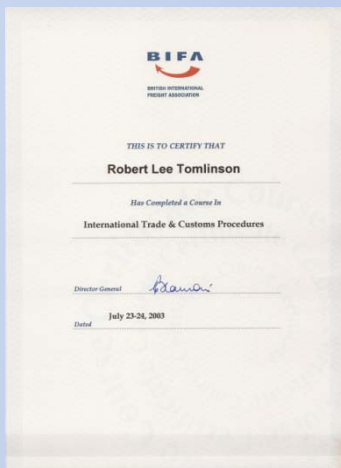 BIFA
BRITISH INTERNATIONAL
FREIGHT ASSOCIATION
THIS IS TO CERTIFY THAT
Robert Lee Tomlinson
Has Completed a Course In
International Trade & Customs Procedures
Director General
July 23-24, 2003
Dated